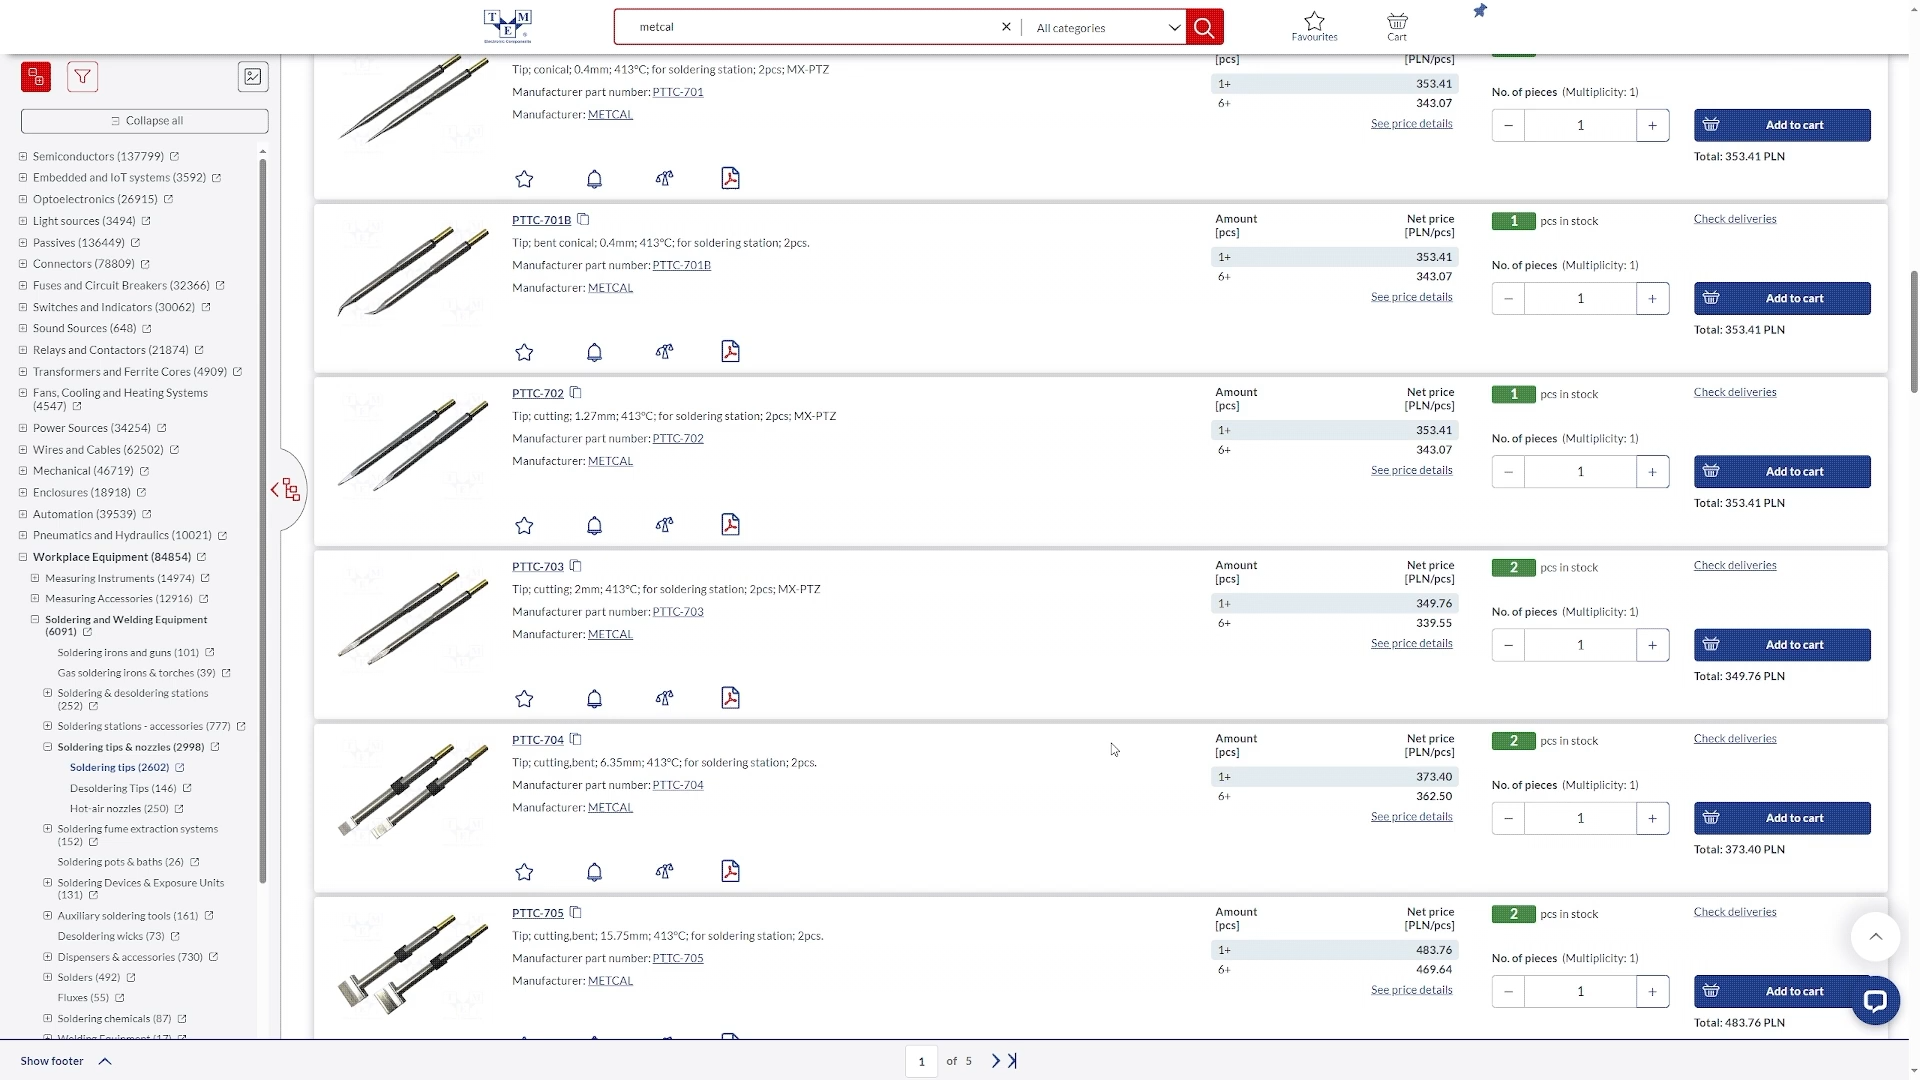 TME
Electronic Components
metcal
All categories
Favourites
Cart
Collapse all
Semiconductors (137799)
Embedded and IoT systems (3592)
Optoelectronics (26915)
Light sources (3494)
Passives (136449)
Connectors (78809)
Fuses and Circuit Breakers (32366)
Switches and Indicators (30062)
Sound Sources (648)
Relays and Contactors (21874)
Transformers and Ferrite Cores (4909)
Fans, Cooling and Heating Systems
(4547)
Power Sources (34254)
Wires and Cables (62502)
Mechanical (46719)
Enclosures (18918)
Automation (39539)
Pneumatics and Hydraulics (10021)
Workplace Equipment (84854)
Measuring Instruments (14974)
Measuring Accessories (12916)
Soldering and Welding Equipment
(6091)
Soldering irons and guns (101)
Gas soldering irons & torches (39)
Soldering & desoldering stations
(252)
Soldering stations - accessories (777)
Soldering tips & nozzles (2998)
Soldering tips (2602)
Desoldering Tips (146)
Hot-air nozzles (250)
Soldering fume extraction systems
(152)
Soldering pots & baths (26)
Soldering Devices & Exposure Units
(131)
Auxiliary soldering tools (161)
Desoldering wicks (73)
Dispensers & accessories (730)
Solders (492)
Fluxes (55)
Soldering chemicals (87)
Welding Equipment (17)
Tip; conical; 0.4mm; 413°C; for soldering station; 2pcs; MX-PTZ
Manufacturer part number: PTTC-701
Manufacturer: METCAL
[pcs] [PLN/pcs]
1+ 353.41
6+ 343.07
See price details
No. of pieces (Multiplicity: 1)
1
Add to cart
Total: 353.41 PLN
PTTC-701B
Tip; bent conical; 0.4mm; 413°C; for soldering station; 2pcs.
Manufacturer part number: PTTC-701B
Manufacturer: METCAL
Amount Net price
[pcs] [PLN/pcs]
1+ 353.41
6+ 343.07
See price details
1 pcs in stock
No. of pieces (Multiplicity: 1)
1
Check deliveries
Add to cart
Total: 353.41 PLN
PTTC-702
Tip; cutting; 1.27mm; 413°C; for soldering station; 2pcs; MX-PTZ
Manufacturer part number: PTTC-702
Manufacturer: METCAL
Amount Net price
[pcs] [PLN/pcs]
1+ 353.41
6+ 343.07
See price details
1 pcs in stock
No. of pieces (Multiplicity: 1)
1
Check deliveries
Add to cart
Total: 353.41 PLN
PTTC-703
Tip; cutting; 2mm; 413°C; for soldering station; 2pcs; MX-PTZ
Manufacturer part number: PTTC-703
Manufacturer: METCAL
Amount Net price
[pcs] [PLN/pcs]
1+ 349.76
6+ 339.55
See price details
2 pcs in stock
No. of pieces (Multiplicity: 1)
1
Check deliveries
Add to cart
Total: 349.76 PLN
PTTC-704
Tip; cutting,bent; 6.35mm; 413°C; for soldering station; 2pcs.
Manufacturer part number: PTTC-704
Manufacturer: METCAL
Amount Net price
[pcs] [PLN/pcs]
1+ 373.40
6+ 362.50
See price details
2 pcs in stock
No. of pieces (Multiplicity: 1)
1
Check deliveries
Add to cart
Total: 373.40 PLN
PTTC-705
Tip; cutting,bent; 15.75mm; 413°C; for soldering station; 2pcs.
Manufacturer part number: PTTC-705
Manufacturer: METCAL
Amount Net price
[pcs] [PLN/pcs]
1+ 483.76
6+ 469.64
See price details
2 pcs in stock
No. of pieces (Multiplicity: 1)
1
Check deliveries
Add to cart
Total: 483.76 PLN
Show footer
1 of 5